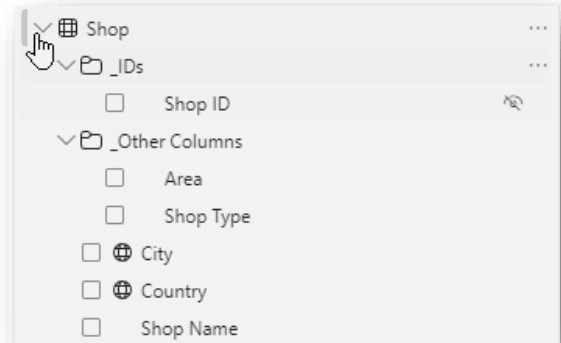 Shop
_IDs
Shop ID
_Other Columns
Area
Shop Type
City
Country
Shop Name